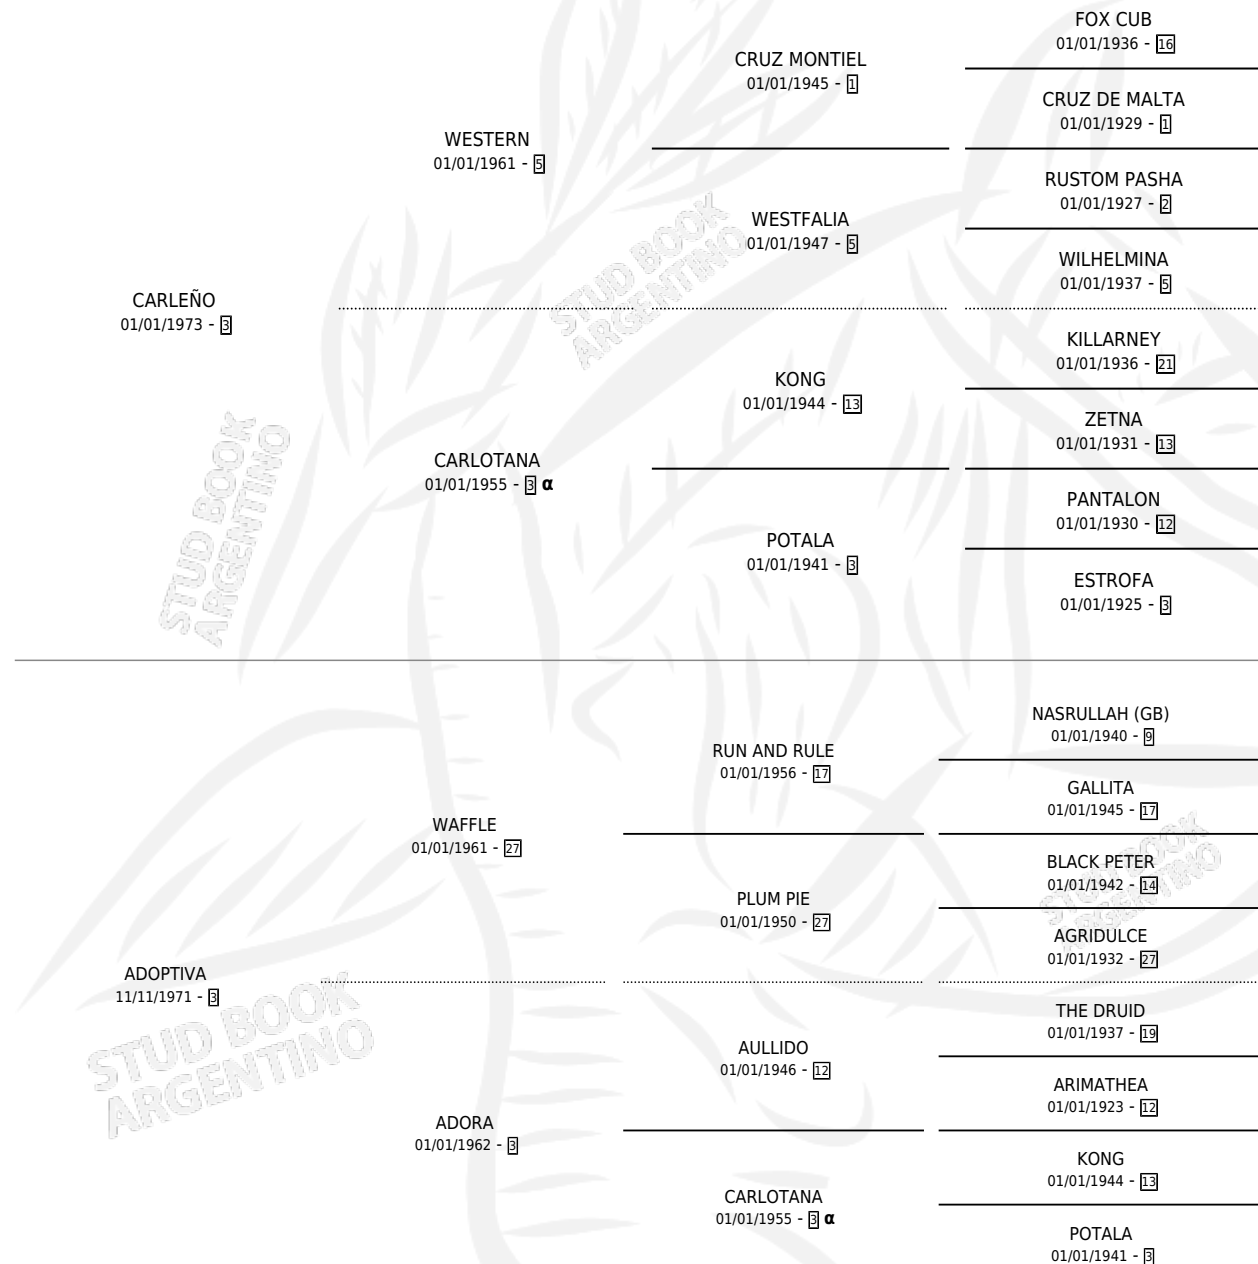 FOX CUB
01/01/1936 - 16
CRUZ MONTIEL
01/01/1945 - 1
CRUZ DE MALTA
01/01/1929 - 1
WESTERN
01/01/1961 - 5
RUSTOM PASHA
01/01/1927 - 2
WESTFALIA
01/01/1947 - 5
WILHELMINA
01/01/1937 - 5
CARLEÑO
01/01/1973 - 3
KILLARNEY
01/01/1936 - 21
KONG
01/01/1944 - 13
ZETNA
01/01/1931 - 13
CARLOTANA
01/01/1955 - 3 α
PANTALON
01/01/1930 - 12
POTALA
01/01/1941 - 3
ESTROFA
01/01/1925 - 3
NASRULLAH (GB)
01/01/1940 - 9
RUN AND RULE
01/01/1956 - 17
GALLITA
01/01/1945 - 17
WAFFLE
01/01/1961 - 27
BLACK PETER
01/01/1942 - 14
PLUM PIE
01/01/1950 - 27
AGRIDULCE
01/01/1932 - 27
ADOPTIVA
11/11/1971 - 3
THE DRUID
01/01/1937 - 19
AULLIDO
01/01/1946 - 12
ARIMATHEA
01/01/1923 - 12
ADORA
01/01/1962 - 3
KONG
01/01/1944 - 13
CARLOTANA
01/01/1955 - 3 α
POTALA
01/01/1941 - 3
STUD BOOK
ARGENTINO
STUD BOOK
ARGENTINO
STUD BOOK
ARGENTINO
STUD BOOK
ARGENTINO